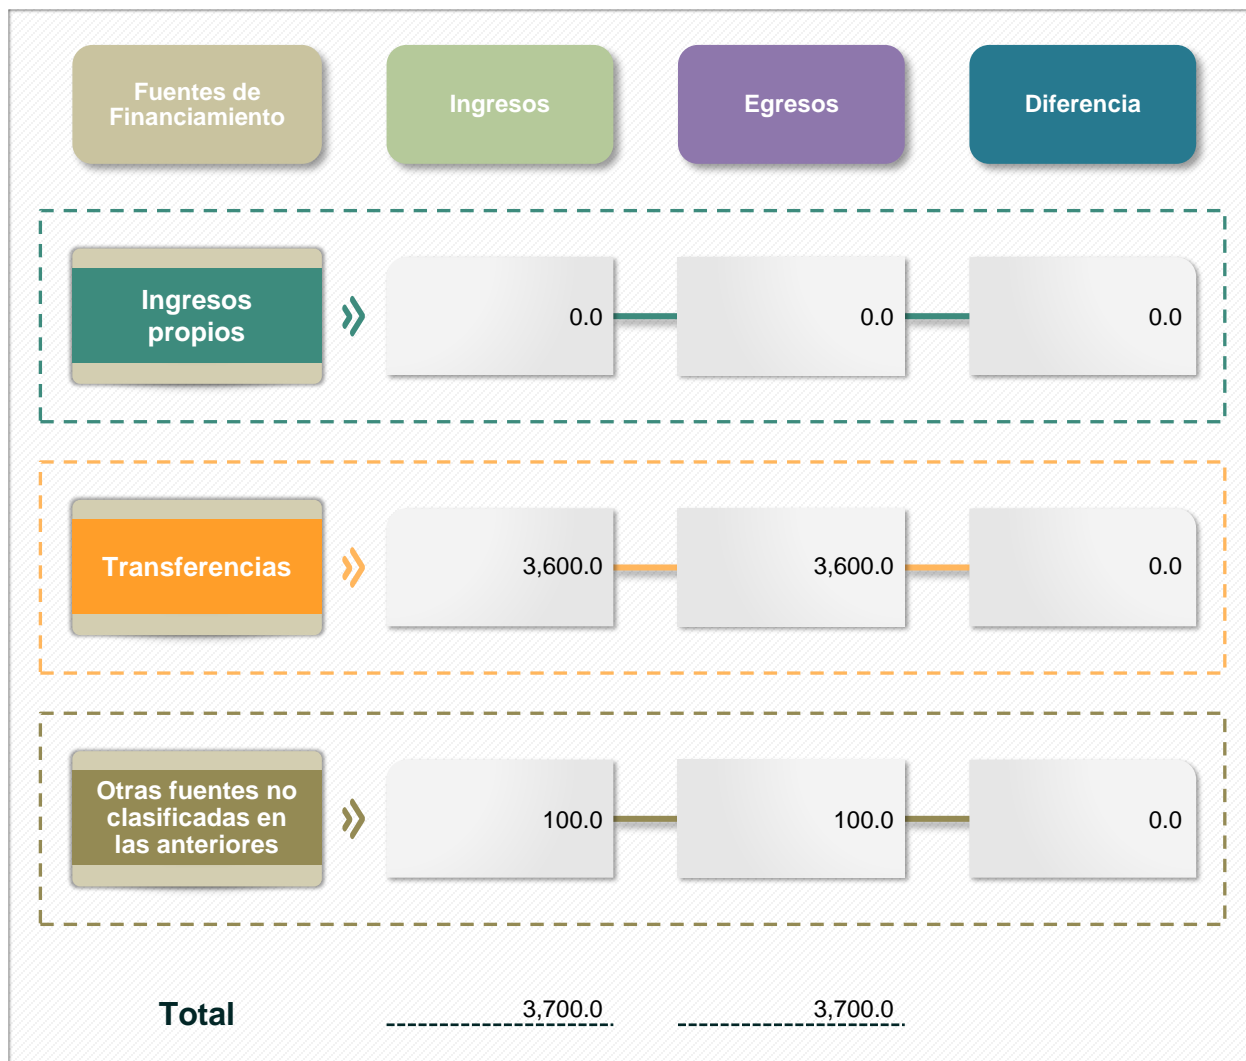 Fuentes de
Financiamiento
Ingresos
Egresos
Diferencia
Ingresos
propios
0.0
0.0
0.0
Transferencias
3,600.0
3,600.0
0.0
Otras fuentes no
clasificadas en
las anteriores
100.0
100.0
0.0
Total
3,700.0
3,700.0